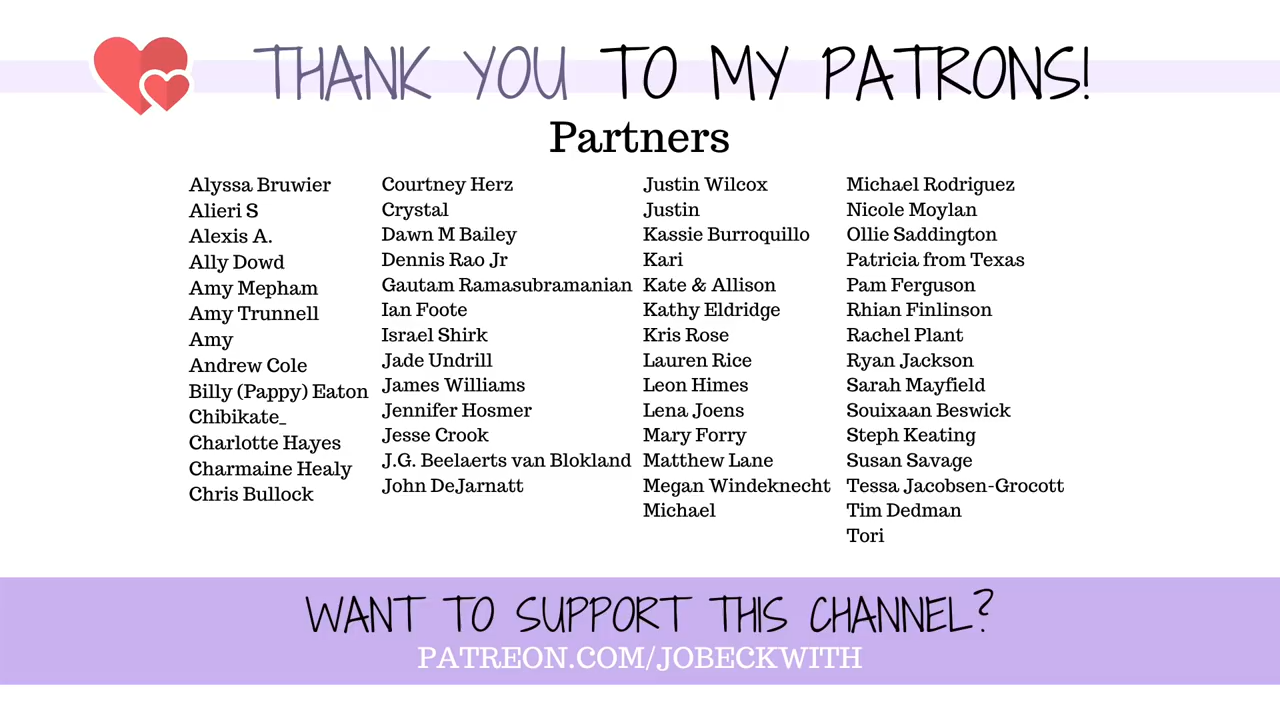 THANK YOU TO MY PATRONS!
Partners
Alyssa Bruwier
Alieri S
Alexis A.
Ally Dowd
Amy Mepham
Amy Trunnell
Amy
Andrew Cole
Billy (Pappy) Eaton
Chibikate_
Charlotte Hayes
Charmaine Healy
Chris Bullock
Courtney Herz
Crystal
Dawn M Bailey
Dennis Rao Jr
Gautam Ramasubramanian
Ian Foote
Israel Shirk
Jade Undrill
James Williams
Jennifer Hosmer
Jesse Crook
J.G. Beelaerts van Blokland
John DeJarnatt
Justin Wilcox
Justin
Kassie Burroquillo
Kari
Kate & Allison
Kathy Eldridge
Kris Rose
Lauren Rice
Leon Himes
Lena Joens
Mary Forry
Matthew Lane
Megan Windeknecht
Michael
Michael Rodriguez
Nicole Moylan
Ollie Saddington
Patricia from Texas
Pam Ferguson
Rhian Finlinson
Rachel Plant
Ryan Jackson
Sarah Mayfield
Souixaan Beswick
Steph Keating
Susan Savage
Tessa Jacobsen-Grocott
Tim Dedman
Tori
WANT TO SUPPORT THIS CHANNEL?
PATREON.COM/JOBECKWITH